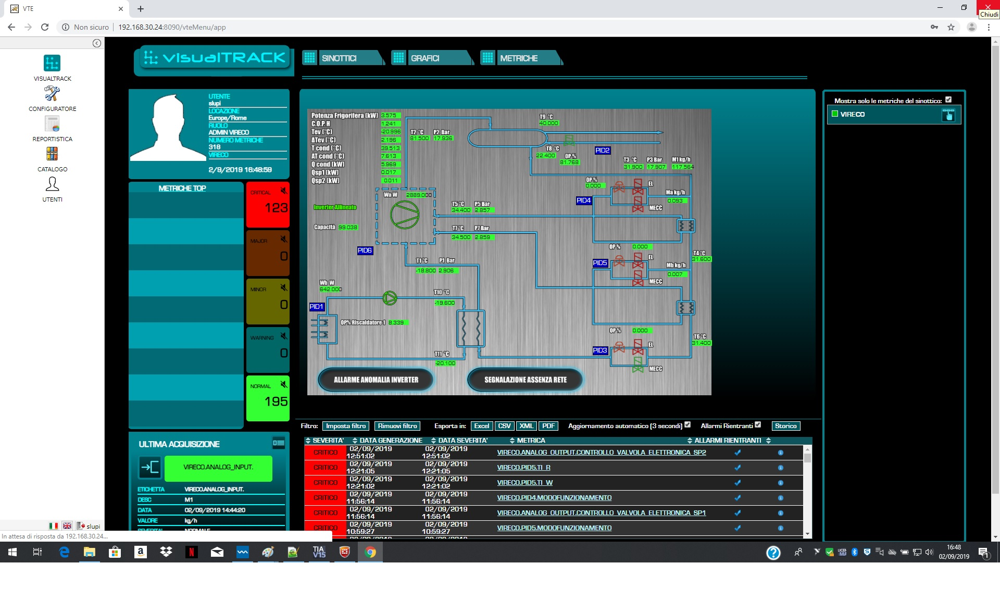 VTE
Chiudi
Non sicuro
192.168.30.24:8090/vteMenu/app
VISUALTRACK
CONFIGURATORE
REPORTISTICA
CATALOGO
UTENTI
visualTRACK
SINOTTICI
GRAFICI
METRICHE
UTENTE
slupi
LOCAZIONE
Europe/Rome
RUOLO
ADMIN VIRECO
NUMERO METRICHE
318
VIRECO
2/9/2019 16:48:59
METRICHE TOP
CRITICAL
123
MAJOR
0
MINOR
0
WARNING
0
NORMAL
195
ULTIMA ACQUISIZIONE
VIRECO.ANALOG_INPUT.
ETICHETTA VIRECO.ANALOG_INPUT.
DESC M1
DATA 02/09/2019 14:44:20
VALORE kg/h
Potenza Frigorifera (kW) 3.575
C.O.P. H 1.241
Tev (°C) -20.996
ΔTev (°C) 2.196
T cond (°C) 39.513
ΔT cond (°C) 7.613
Q cond (kW) 5.969
Qsp1 (kW) 0.017
Qsp2 (kW) 0.011
T2 °C P2 Bar
81.500 17.936
T9 °C
40.000
T8 °C
22.400
OP %
81.768
PID2
T3 °C P3 Bar M1 kg/h
31.900 17.907 117.564
Wa W 2889.000
Inverter Allineato
Capacità 99.038
PID6
T5 °C P5 Bar
34.400 2.857
T7 °C P7 Bar
34.500 2.859
OP %
0.000
EL
PID4
MECC
Ma kg/h
0.093
OP % 0.000
EL
PID5
MECC
Mb kg/h
0.007
T4 °C
31.600
T1 °C P1 Bar
-18.800 2.906
Wb W
642.000
PID1
T10 °C
-19.600
OP% Riscaldatore 1 8.339
T11 °C
-20.100
OP % 0.000
EL
PID3
MECC
T6 °C
31.400
ALLARME ANOMALIA INVERTER
SEGNALAZIONE ASSENZA RETE
Mostra solo le metriche del sinottico:
VIRECO
Filtro: Imposta filtro Rimuovi filtro Esporta in: Excel CSV XML PDF Aggiornamento automatico (3 secondi) Allarmi Rientranti Storico
SEVERITA' DATA GENERAZIONE DATA SEVERITA' METRICA ALLARMI RIENTRANTI
CRITICO 02/09/2019 12:51:02 02/09/2019 12:51:02 VIRECO.ANALOG_OUTPUT.CONTROLLO_VALVOLA_ELETTRONICA_SP2
CRITICO 02/09/2019 12:21:05 02/09/2019 12:21:05 VIRECO.PID5.TI_R
CRITICO 02/09/2019 12:21:02 02/09/2019 12:21:02 VIRECO.PID5.TI_W
CRITICO 02/09/2019 11:56:14 02/09/2019 11:56:14 VIRECO.PID4.MODOFUNZIONAMENTO
CRITICO 02/09/2019 11:56:14 02/09/2019 11:56:14 VIRECO.ANALOG_OUTPUT.CONTROLLO_VALVOLA_ELETTRONICA_SP1
CRITICO 02/09/2019 10:59:27 02/09/2019 10:59:27 VIRECO.PID5.MODOFUNZIONAMENTO
slupi
In attesa di risposta da 192.168.30.24...
TIA
V15
16:48
02/09/2019
1